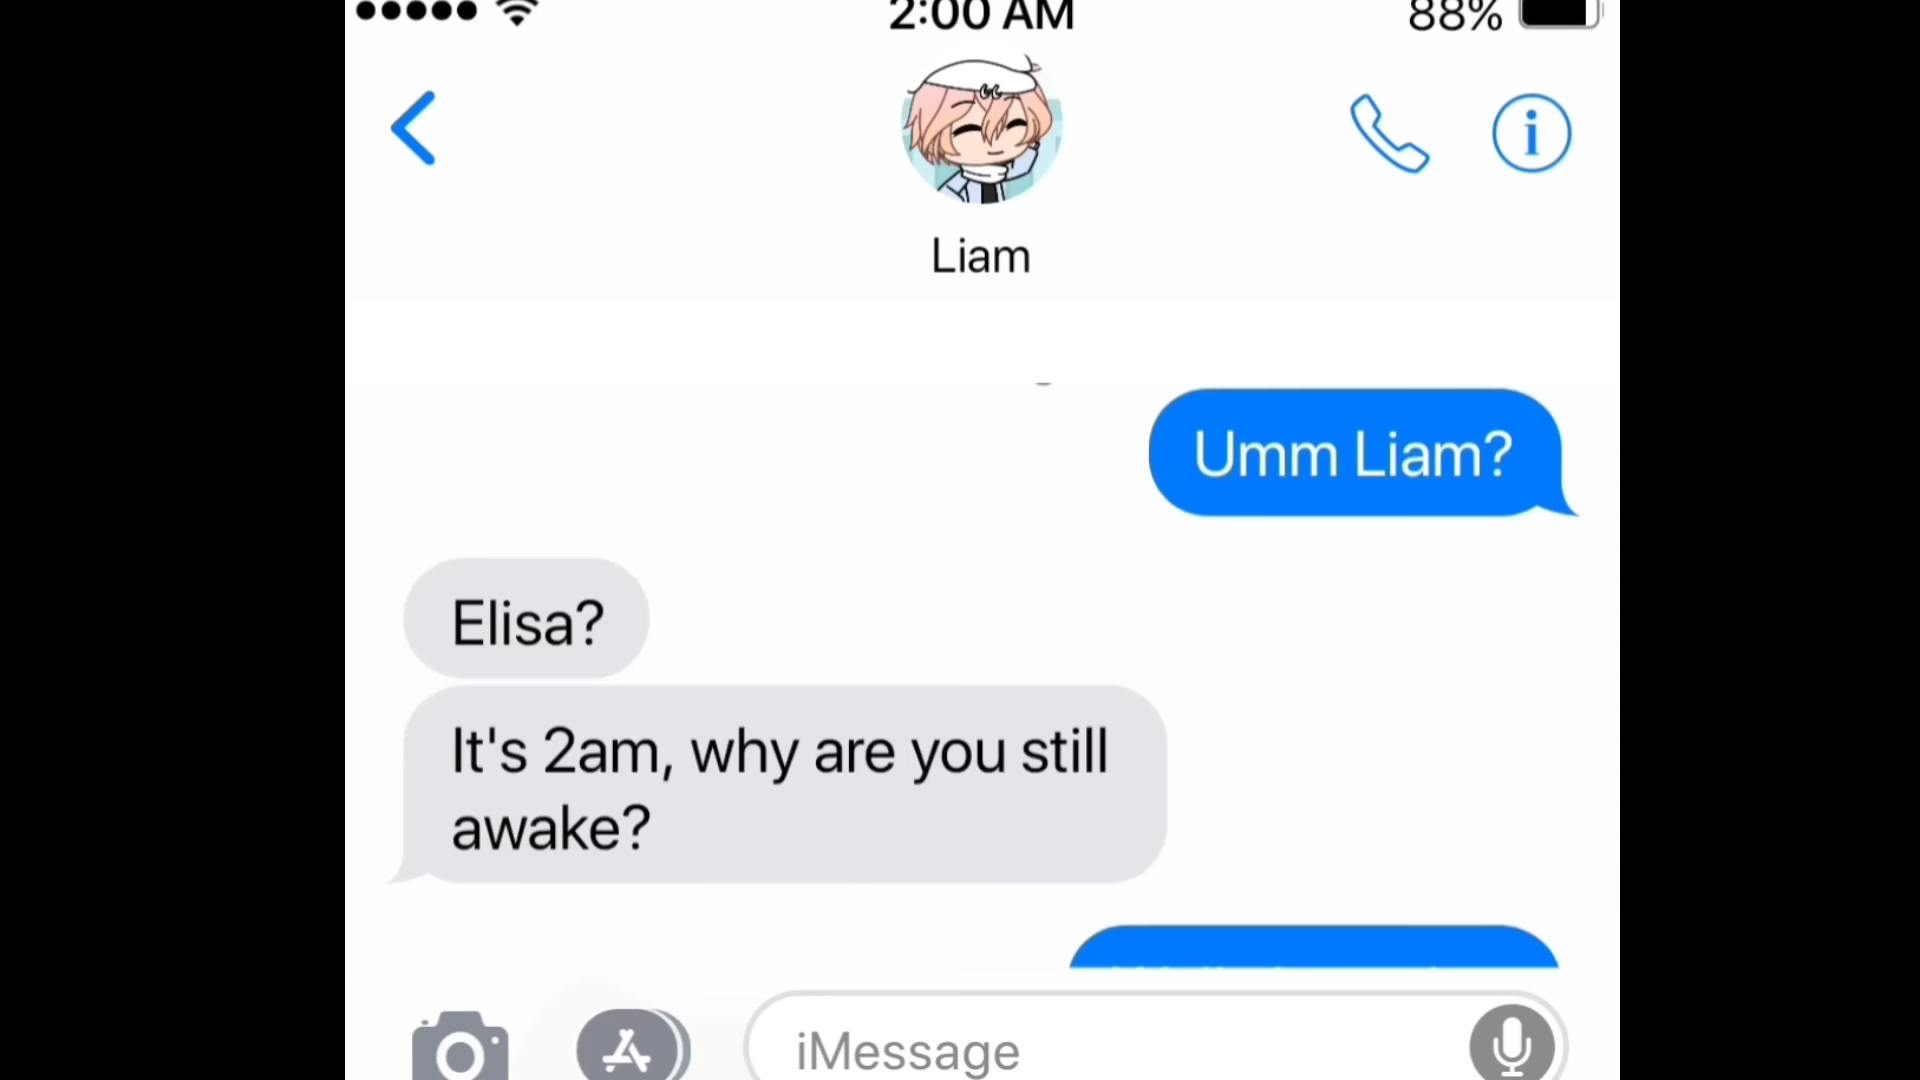 2:00 AM
88%
Liam
Umm Liam?
Elisa?
It's 2am, why are you still
awake?
iMessage